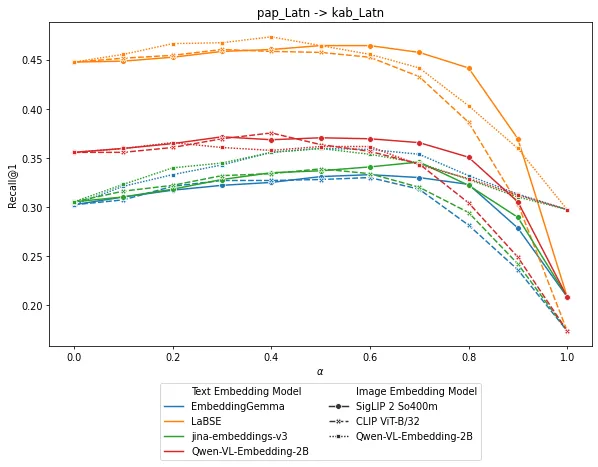 pap_Latn -> kab_Latn
Recall@1
0.45
0.40
0.35
0.30
0.25
0.20
0.0 0.2 0.4 0.6 0.8 1.0
α
Text Embedding Model Image Embedding Model
EmbeddingGemma SigLIP 2 So400m
LaBSE CLIP ViT-B/32
jina-embeddings-v3 Qwen-VL-Embedding-2B
Qwen-VL-Embedding-2B